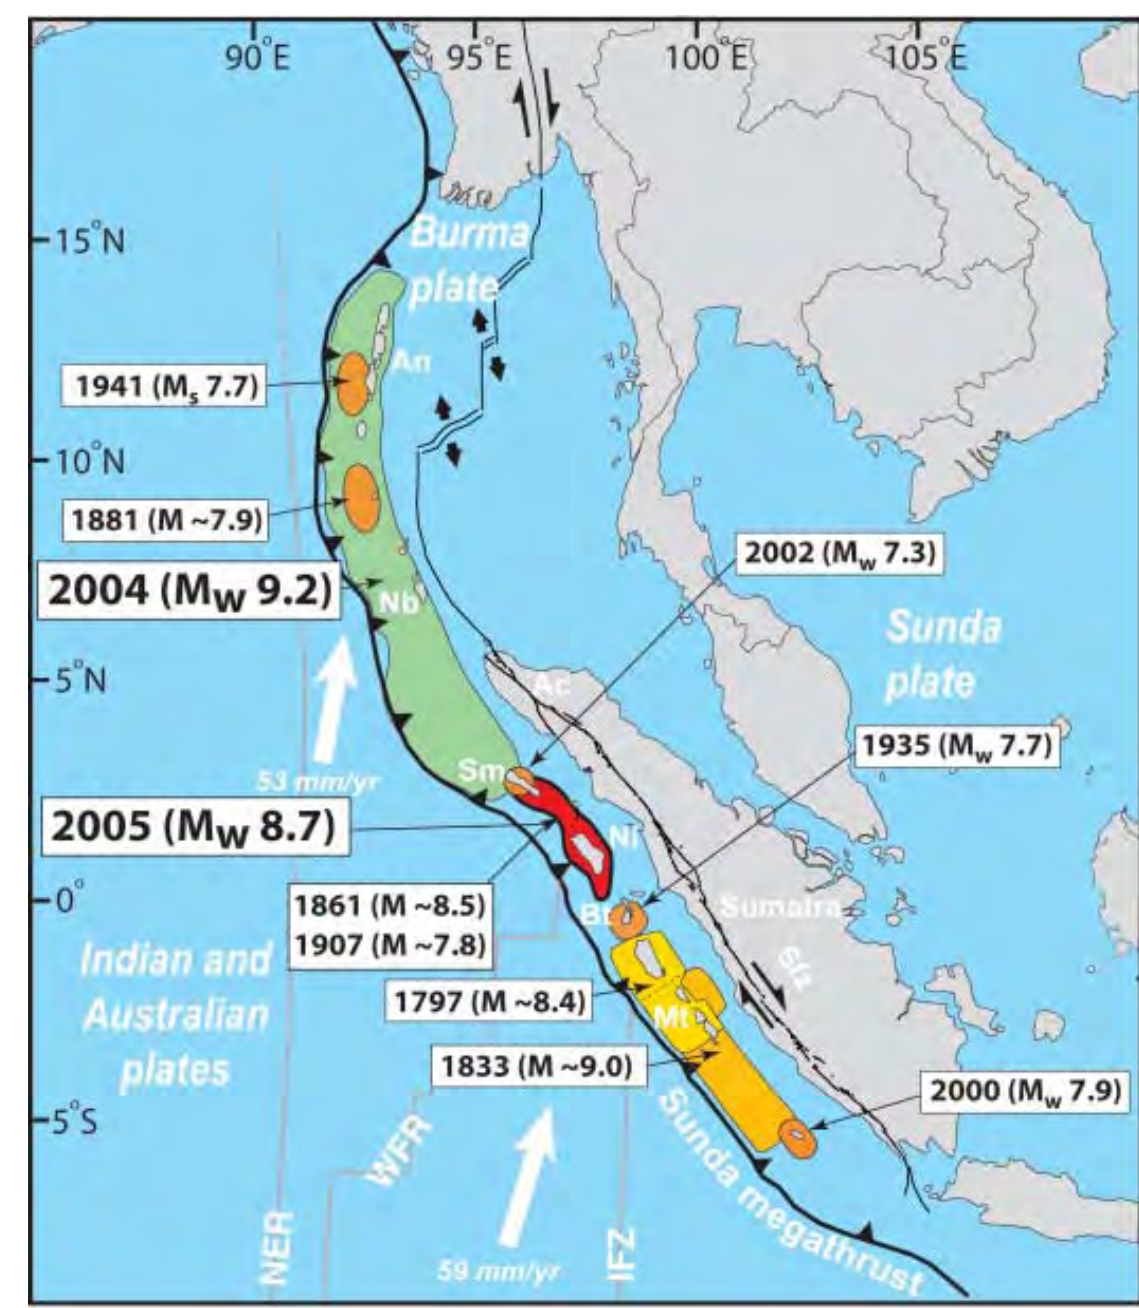 90°E 95°E 100°E 105°E
15°N
Burma
plate
An
1941 (Ms 7.7)
10°N
1881 (M ~7.9)
2002 (Mw 7.3)
2004 (Mw 9.2)
Nb
Sunda
plate
5°N
Ac
1935 (Mw 7.7)
Sm
53 mm/yr
2005 (Mw 8.7)
Ni
0°
1861 (M ~8.5)
1907 (M ~7.8)
Bt
Sumatra
Indian and
Australian
plates
Sfz
1797 (M ~8.4)
Mt
1833 (M ~9.0)
2000 (Mw 7.9)
5°S
WFR
Sunda megathrust
NER
IFZ
59 mm/yr